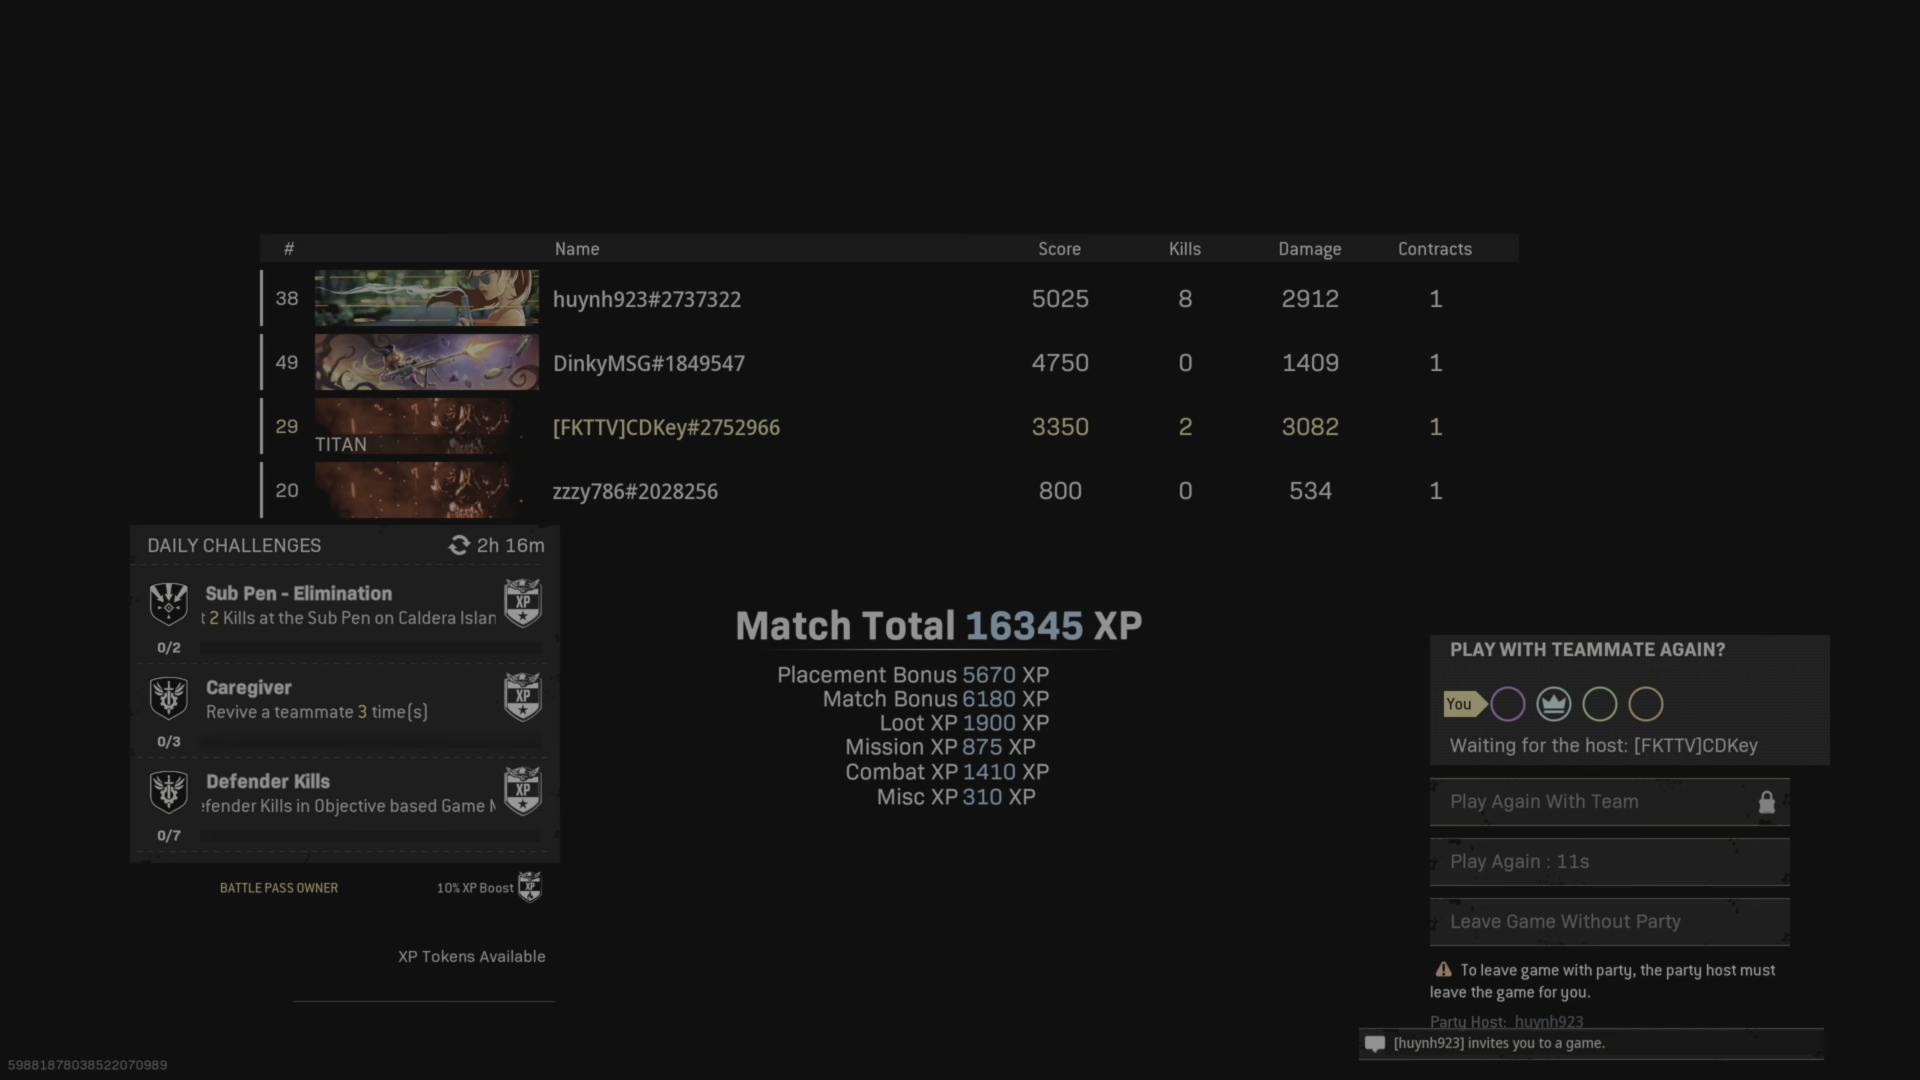 # Name Score Kills Damage Contracts
38 huynh923#2737322 5025 8 2912 1
49 DinkyMSG#1849547 4750 0 1409 1
29 TITAN [FKTTV]CDKey#2752966 3350 2 3082 1
20 zzzy786#2028256 800 0 534 1
DAILY CHALLENGES 2h 16m
Sub Pen - Elimination
t 2 Kills at the Sub Pen on Caldera Islan
XP
0/2
Caregiver
Revive a teammate 3 time(s)
XP
0/3
Defender Kills
efender Kills in Objective based Game M
XP
0/7
BATTLE PASS OWNER 10% XP Boost XP
XP Tokens Available
Match Total 16345 XP
Placement Bonus 5670 XP
Match Bonus 6180 XP
Loot XP 1900 XP
Mission XP 875 XP
Combat XP 1410 XP
Misc XP 310 XP
PLAY WITH TEAMMATE AGAIN?
You
Waiting for the host: [FKTTV]CDKey
Play Again With Team
Play Again : 11s
Leave Game Without Party
To leave game with party, the party host must
leave the game for you.
Party Host: huynh923
[huynh923] invites you to a game.
59881878038522070989